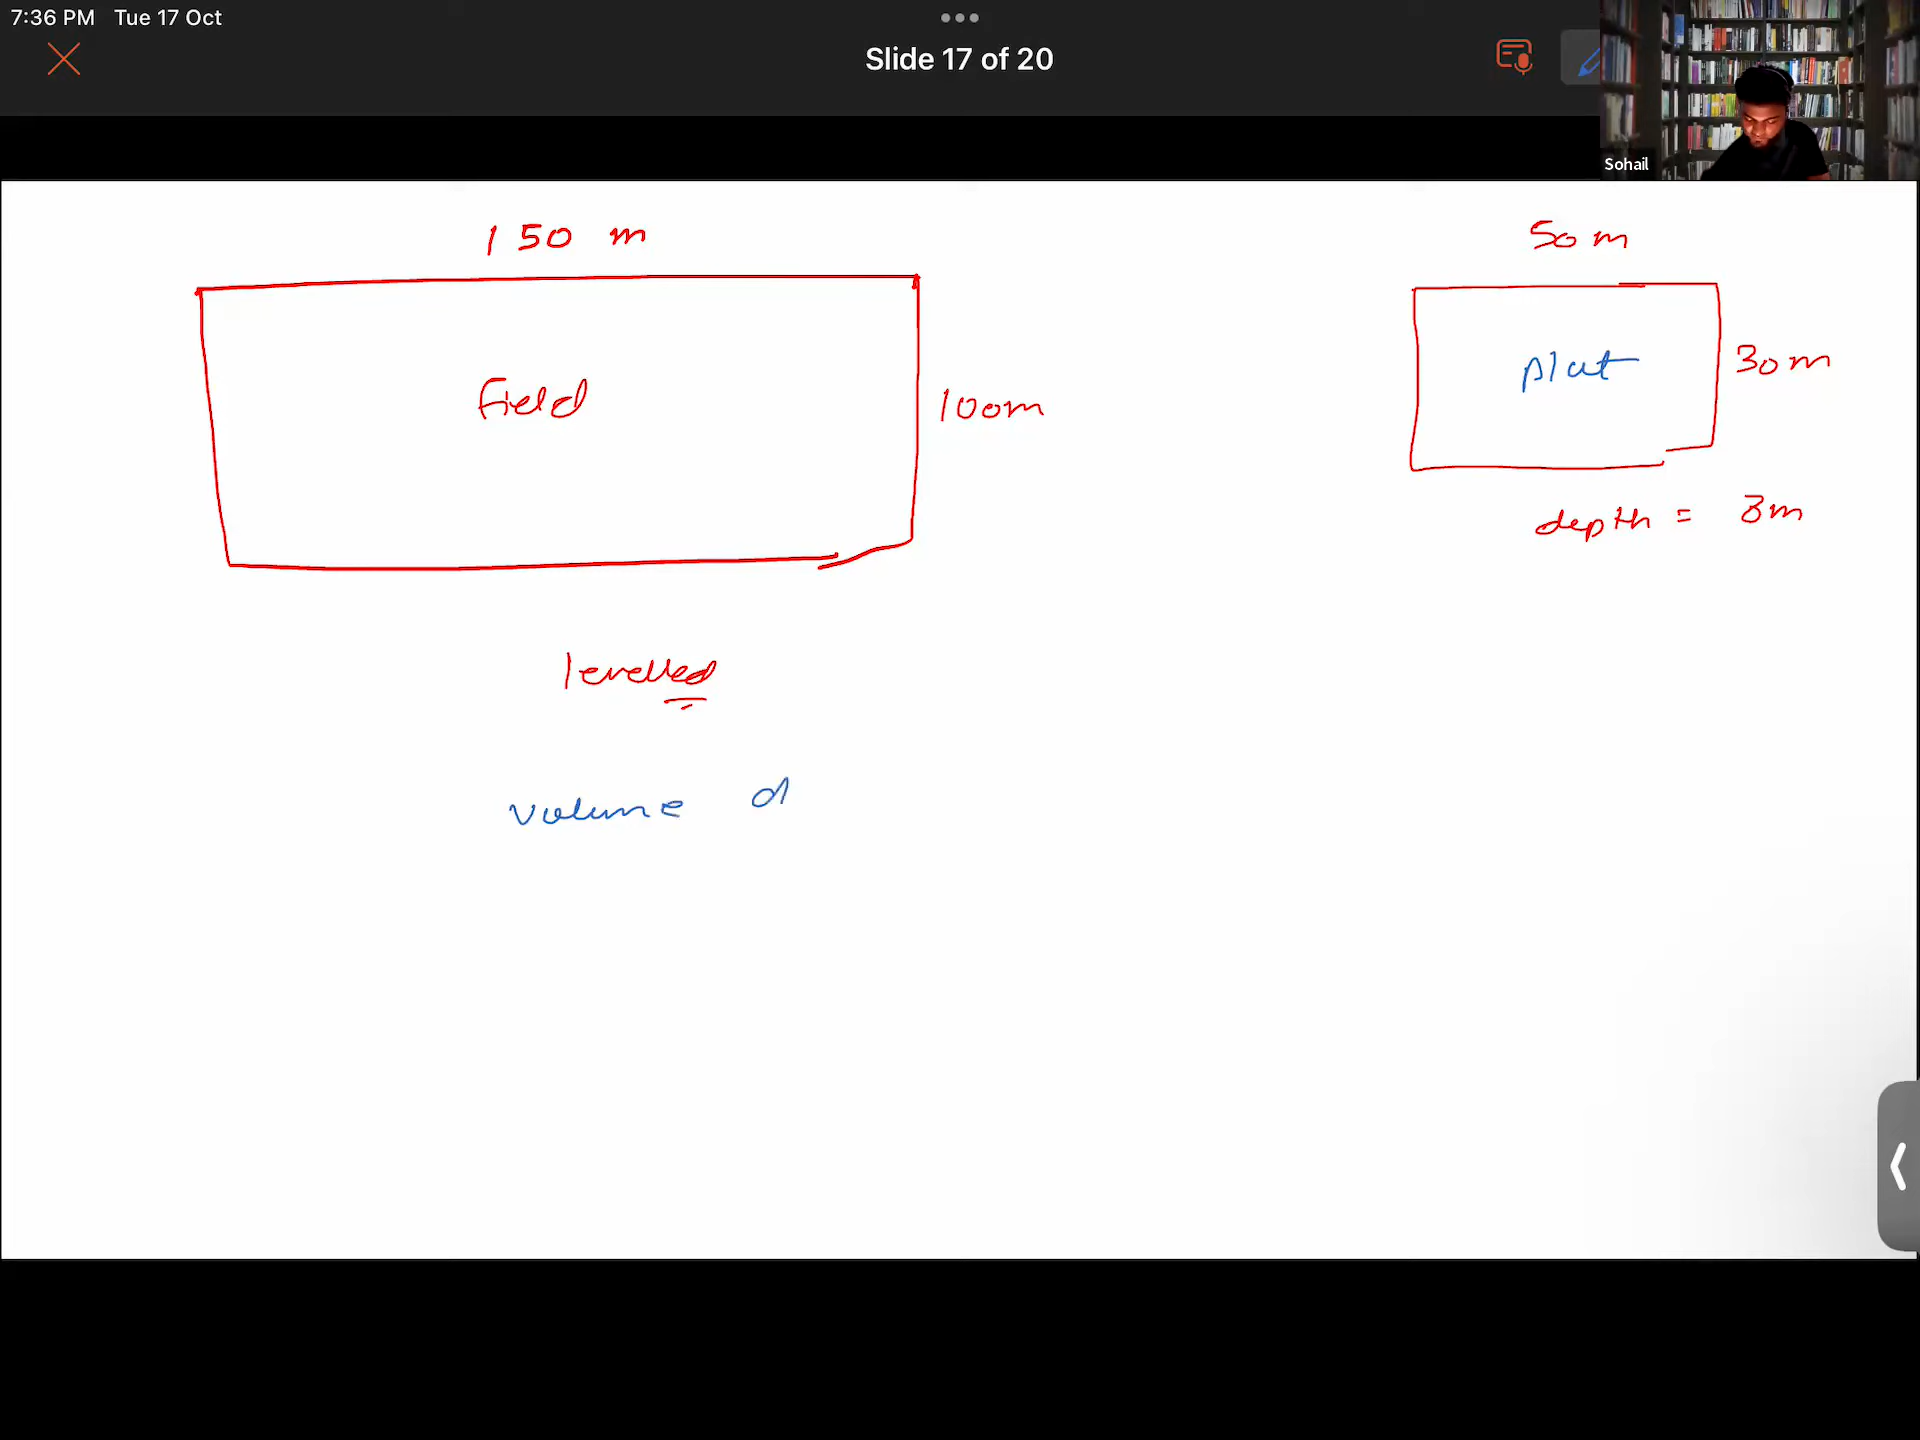 7:36 PM Tue 17 Oct
Slide 17 of 20
Sohail
150 m
50 m
field
100m
plot
30m
depth = 8m
levelled
volume of